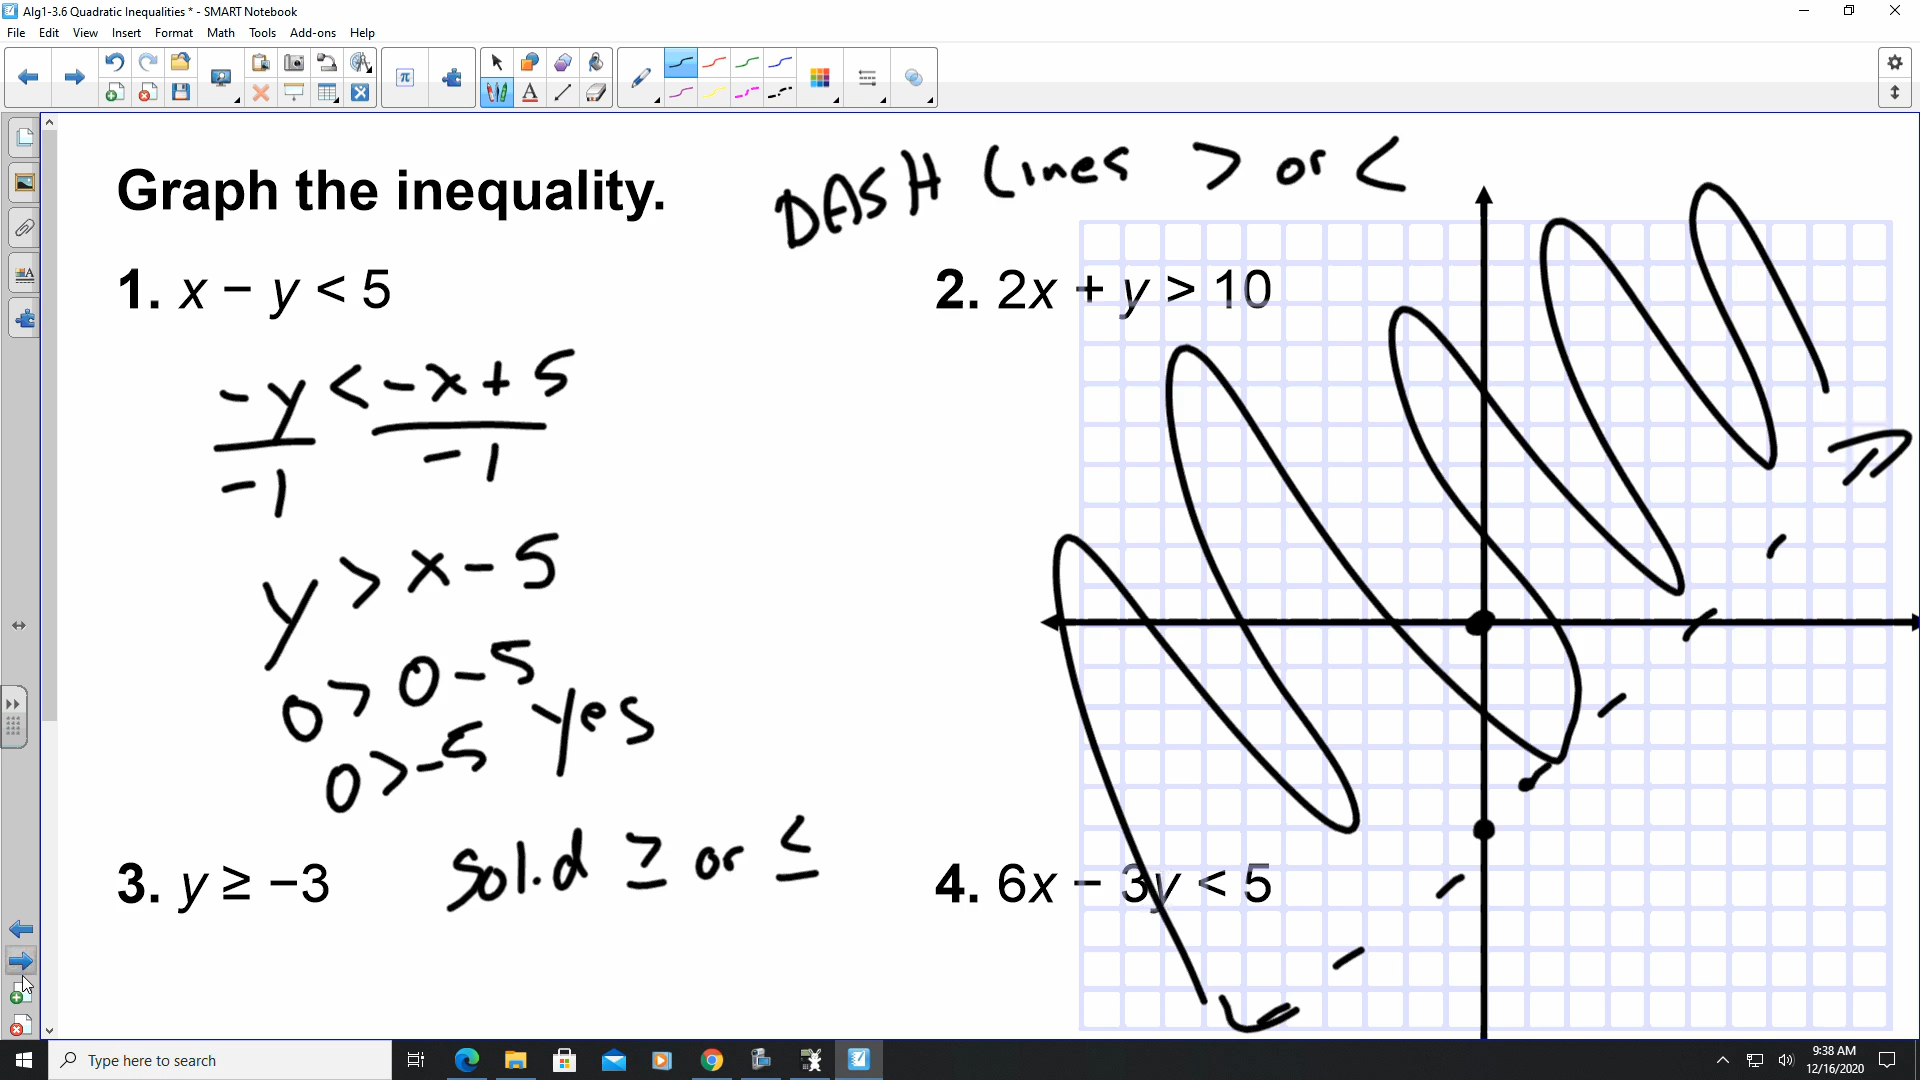 Alg1-3.6 Quadratic Inequalities * - SMART Notebook
File Edit View Insert Format Math Tools Add-ons Help
Graph the inequality.
DASH Lines > or <
1. x − y < 5
2. 2x + y > 10
-y < -x + 5
-1 -1
y > x - 5
0 > 0 - 5
0 > -5 yes
3. y ≥ −3
Solid ≥ or ≤
4. 6x − 3y < 5
Type here to search
9:38 AM
12/16/2020